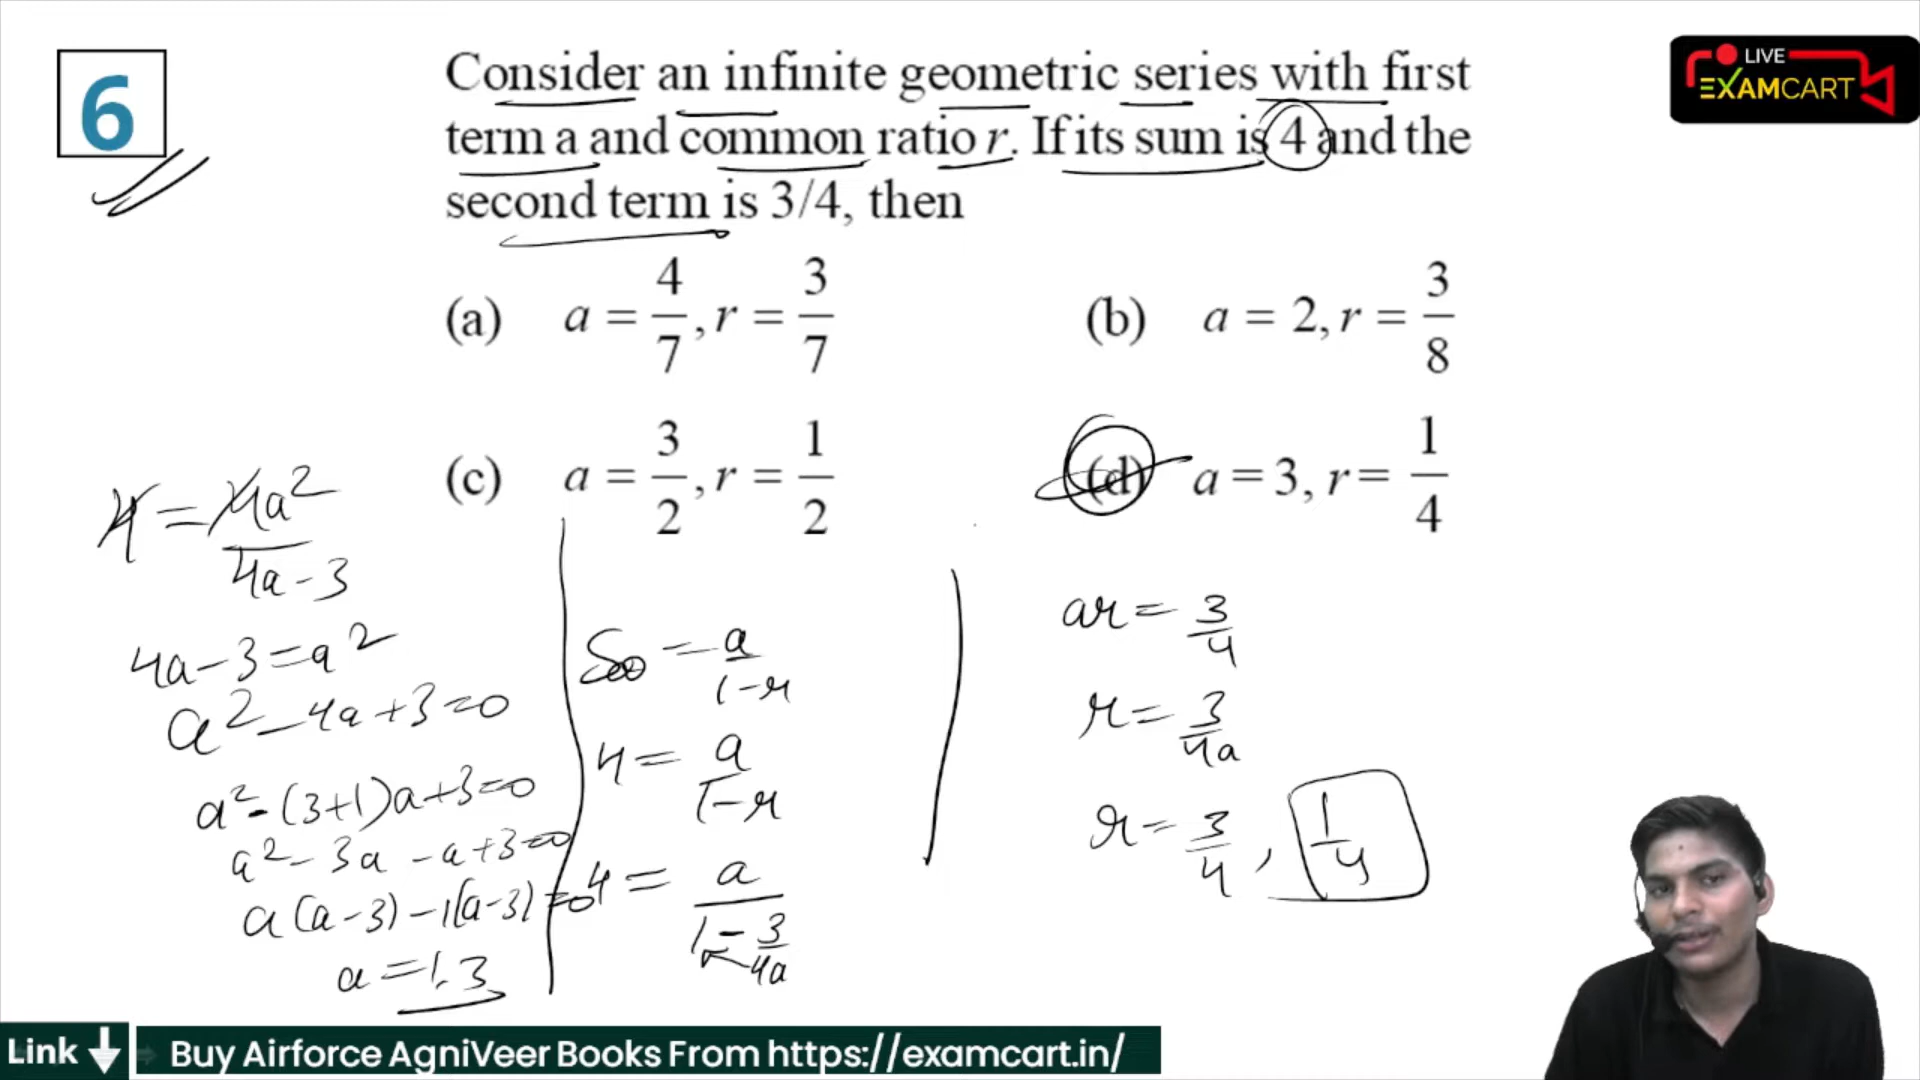 6
Consider an infinite geometric series with first
term a and common ratio r. If its sum is 4 and the
second term is 3/4, then
(a) a = 4/7, r = 3/7
(b) a = 2, r = 3/8
(c) a = 3/2, r = 1/2
(d) a = 3, r = 1/4
4 = 4a²/4a-3
4a-3=a²
a²-4a+3=0
a²-(3+1)a+3=0
a²-3a-a+3=0
a(a-3)-1(a-3)=0
a=1,3
S∞ = a/1-r
4 = a/1-r
4 = a/1-3/4a
ar = 3/4
r = 3/4a
r = 3/4, 1/4
LIVE
EXAMCART
Link
Buy Airforce AgniVeer Books From https://examcart.in/